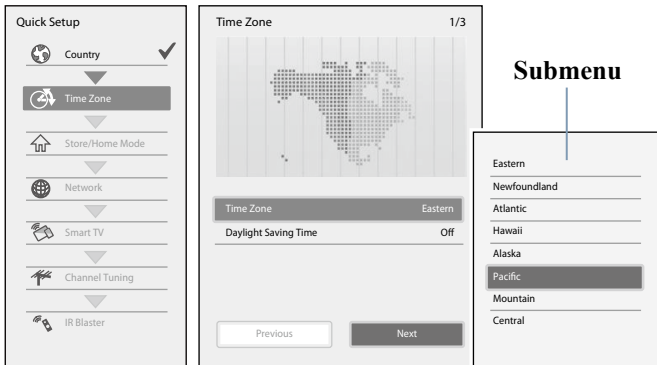 Quick Setup
Country
Time Zone
Store/Home Mode
Network
Smart TV
Channel Tuning
IR Blaster
Time Zone 1/3
Time Zone Eastern
Daylight Saving Time Off
Previous Next
Submenu
Eastern
Newfoundland
Atlantic
Hawaii
Alaska
Pacific
Mountain
Central